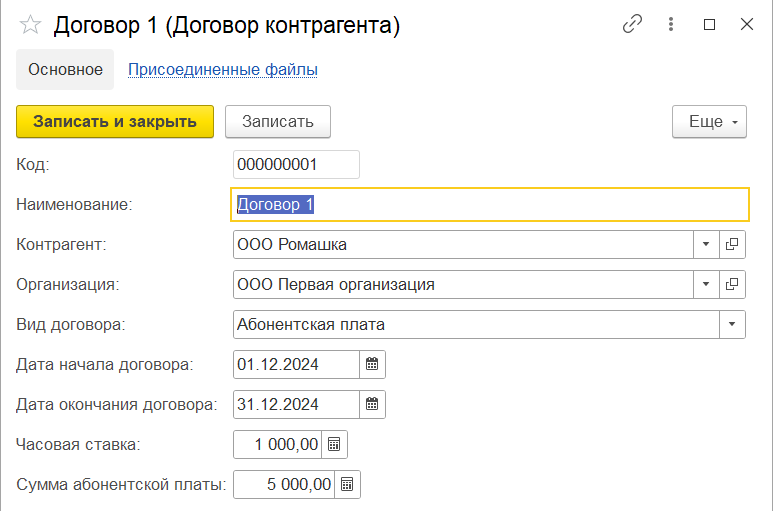 Договор 1 (Договор контрагента)
Основное Присоединенные файлы
Записать и закрыть Записать Еще
Код: 000000001
Наименование: Договор 1
Контрагент: ООО Ромашка
Организация: ООО Первая организация
Вид договора: Абонентская плата
Дата начала договора: 01.12.2024
Дата окончания договора: 31.12.2024
Часовая ставка: 1 000,00
Сумма абонентской платы: 5 000,00